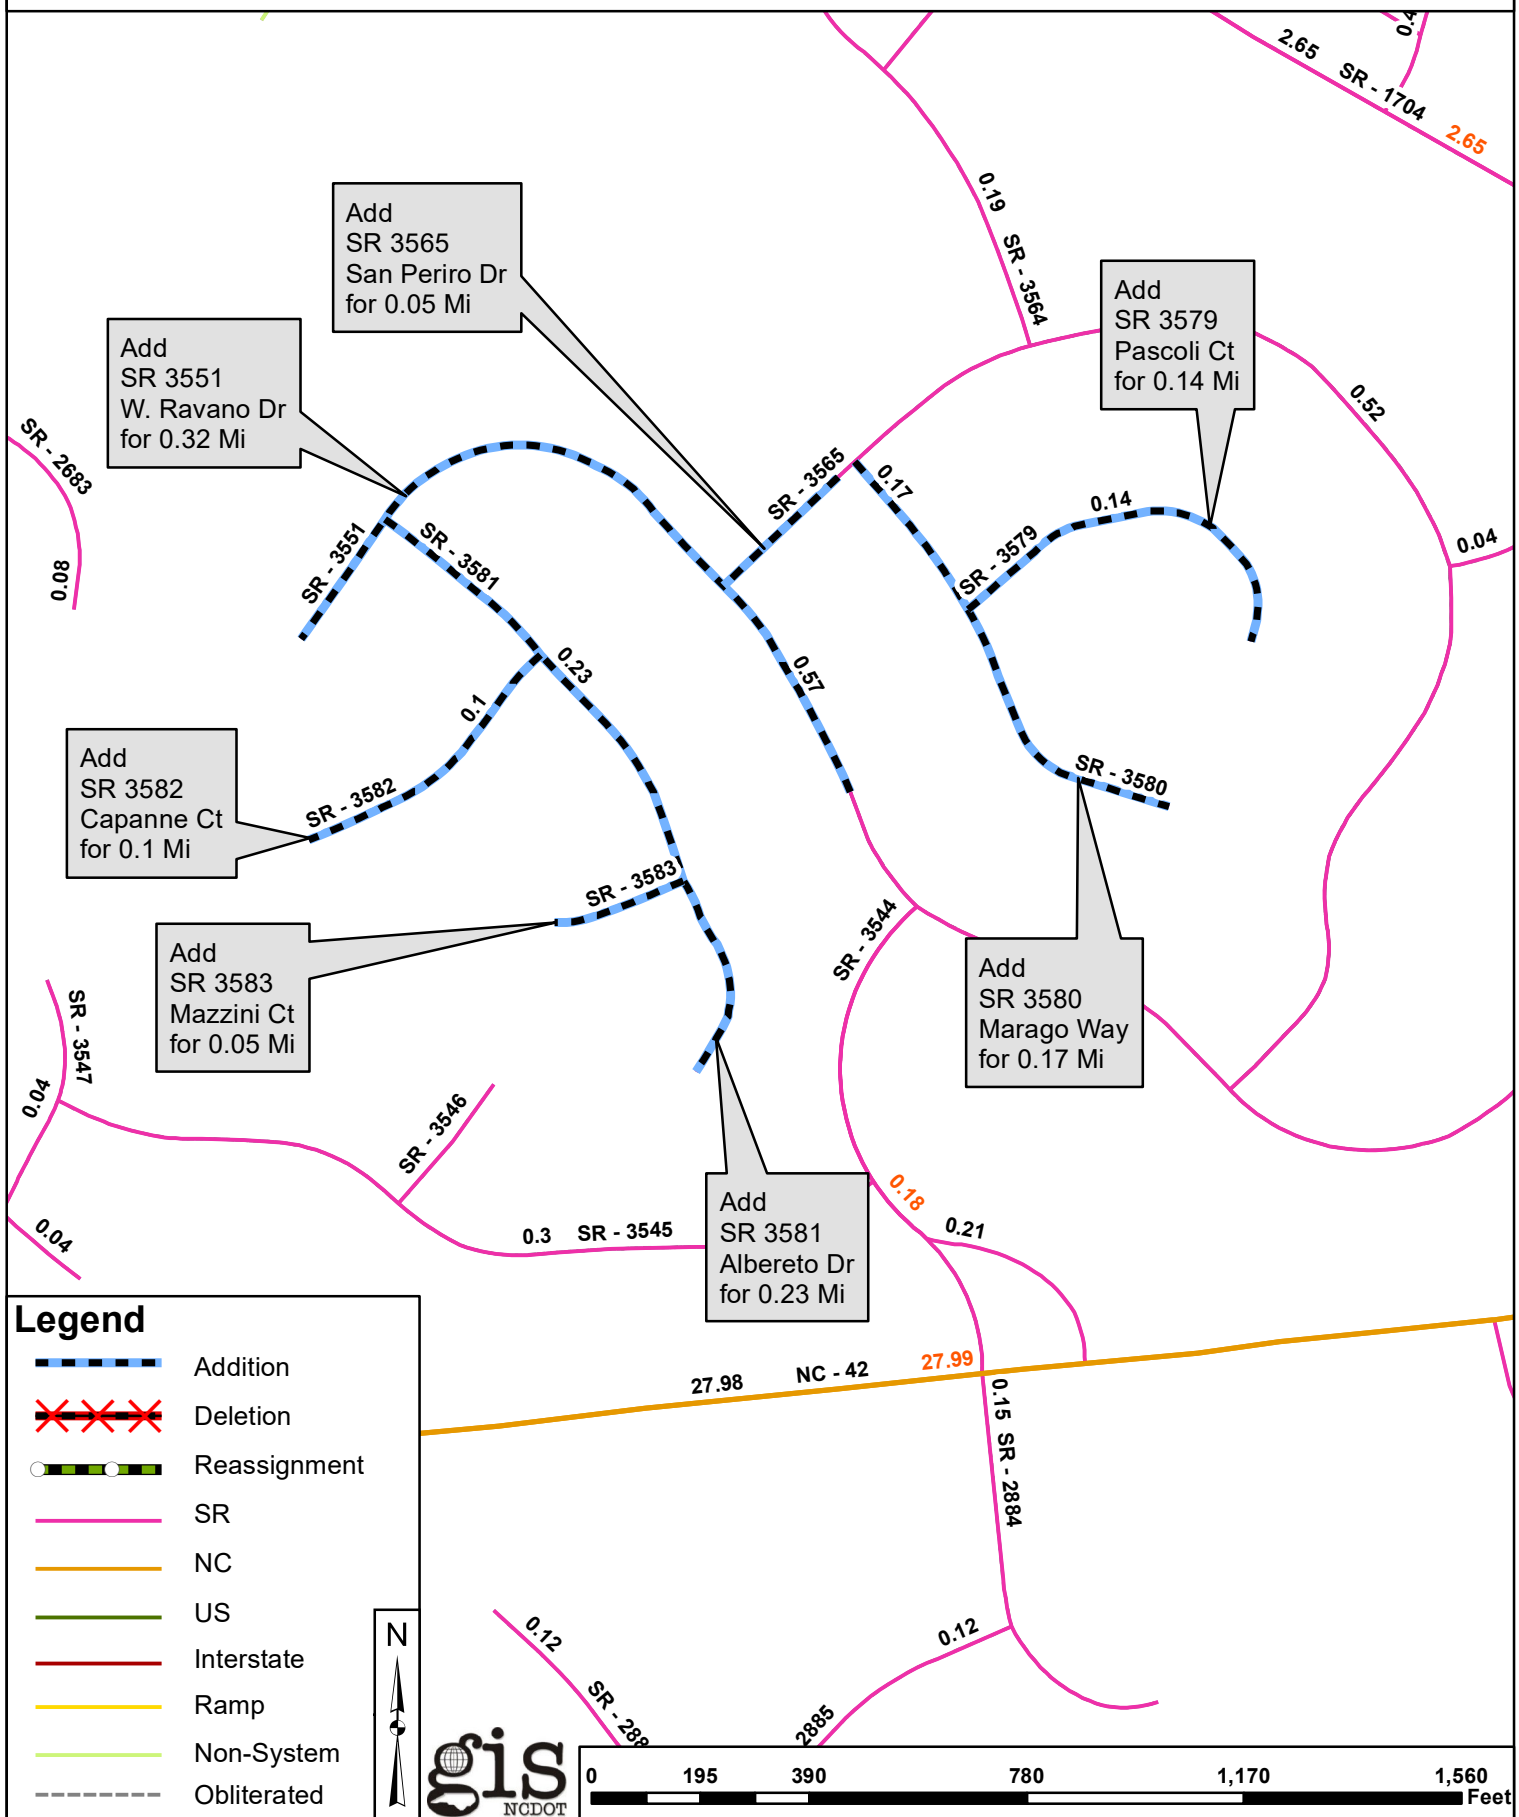 2.65
SR - 1704
2.65
0.4
0.19
SR - 3564
Add
SR 3565
San Periro Dr
for 0.05 Mi
Add
SR 3579
Pascoli Ct
for 0.14 Mi
Add
SR 3551
W. Ravano Dr
for 0.32 Mi
SR - 2683
0.08
0.52
0.04
SR - 3565
0.17
0.14
SR - 3579
SR - 3551
SR - 3581
0.23
0.57
0.1
SR - 3580
SR - 3582
Add
SR 3582
Capanne Ct
for 0.1 Mi
SR - 3583
Add
SR 3583
Mazzini Ct
for 0.05 Mi
SR - 3544
Add
SR 3580
Marago Way
for 0.17 Mi
SR - 3547
0.04
SR - 3546
0.04
0.3
SR - 3545
Add
SR 3581
Albereto Dr
for 0.23 Mi
0.18
0.21
27.98
NC - 42
27.99
0.15
SR - 2884
0.12
0.12
SR - 288
2885
Legend
Addition
Deletion
Reassignment
SR
NC
US
Interstate
Ramp
Non-System
Obliterated
N
gis
NCDOT
0 195 390 780 1,170 1,560
Feet